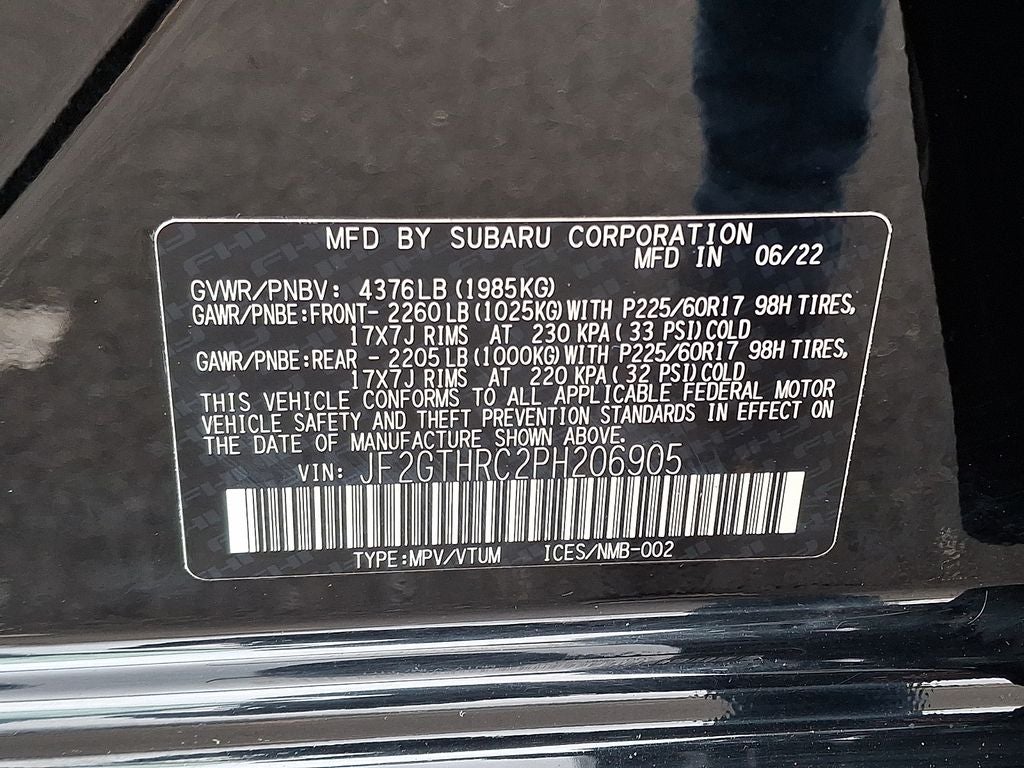 MFD BY SUBARU CORPORATION
MFD IN 06/22
GVWR/PNBV: 4376LB (1985KG)
GAWR/PNBE:FRONT- 2260 LB (1025KG) WITH P225/60R17 98H TIRES,
17X7J RIMS AT 230 KPA ( 33 PSI) COLD
GAWR/PNBE:REAR - 2205 LB (1000KG) WITH P225/60R17 98H TIRES,
17X7J RIMS AT 220 KPA ( 32 PSI) COLD
THIS VEHICLE CONFORMS TO ALL APPLICABLE FEDERAL MOTOR
VEHICLE SAFETY AND THEFT PREVENTION STANDARDS IN EFFECT ON
THE DATE OF MANUFACTURE SHOWN ABOVE.
VIN: JF2GTHRC2PH206905
TYPE:MPV/VTUM ICES/NMB-002